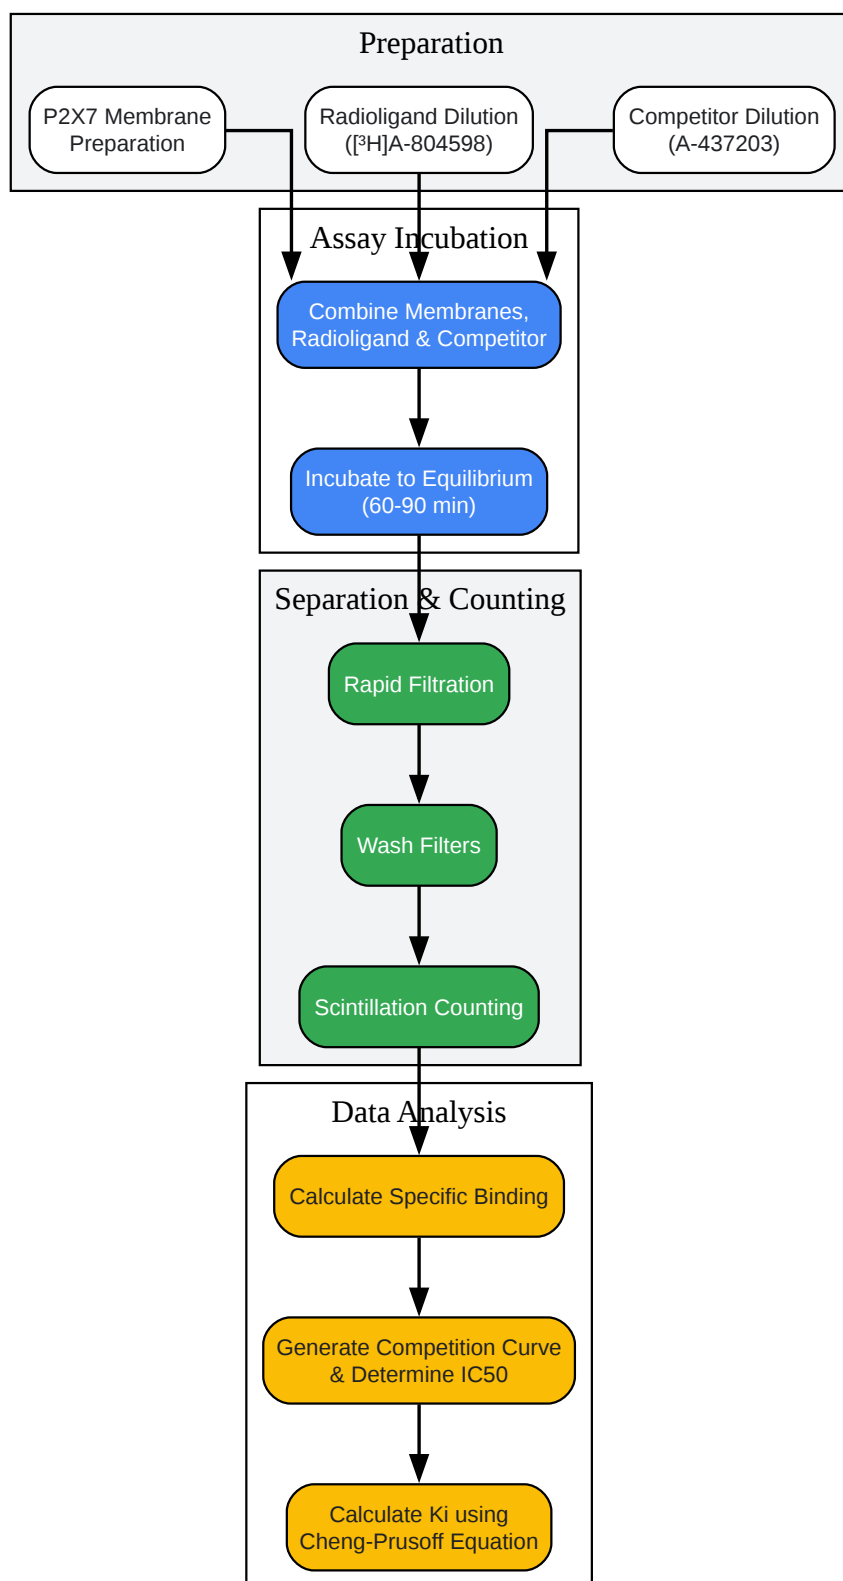 Preparation
P2X7 Membrane
Preparation
Radioligand Dilution
([³H]A-804598)
Competitor Dilution
(A-437203)
Assay Incubation
Combine Membranes,
Radioligand & Competitor
Incubate to Equilibrium
(60-90 min)
Separation & Counting
Rapid Filtration
Wash Filters
Scintillation Counting
Data Analysis
Calculate Specific Binding
Generate Competition Curve
& Determine IC50
Calculate Ki using
Cheng-Prusoff Equation